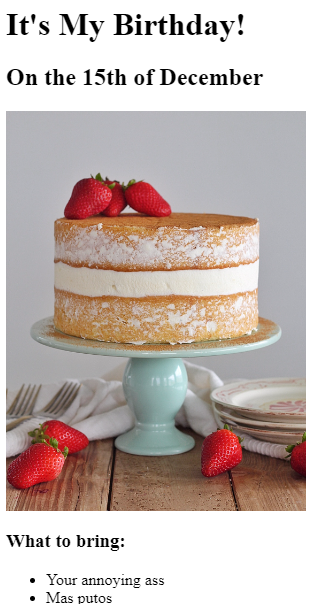 It's My Birthday!
On the 15th of December
What to bring:
• Your annoying ass
• Mas putos